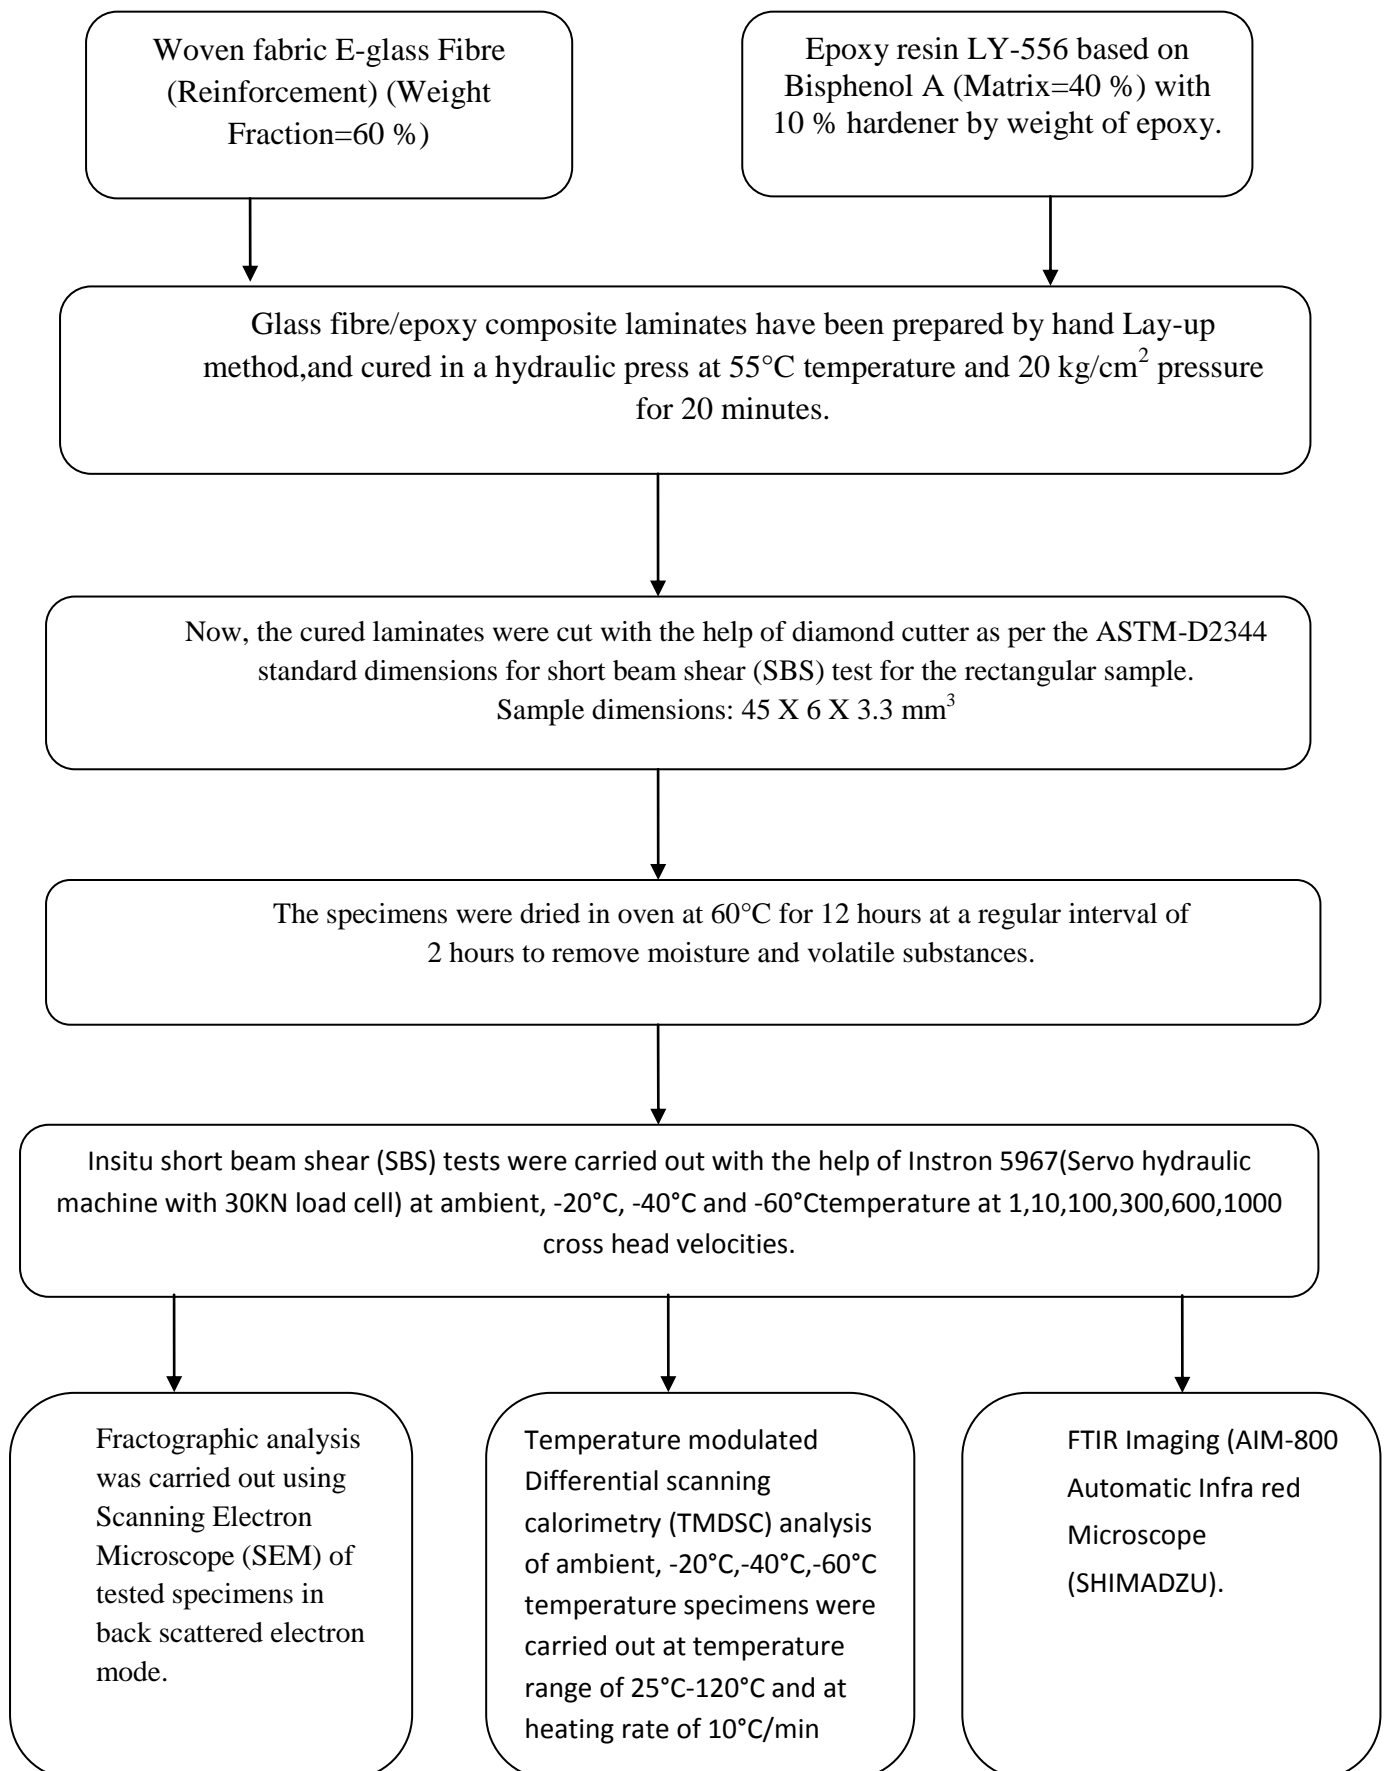 Woven fabric E-glass Fibre
(Reinforcement) (Weight
Fraction=60 %)
Epoxy resin LY-556 based on
Bisphenol A (Matrix=40 %) with
10 % hardener by weight of epoxy.
Glass fibre/epoxy composite laminates have been prepared by hand Lay-up
method,and cured in a hydraulic press at 55°C temperature and 20 kg/cm² pressure
for 20 minutes.
Now, the cured laminates were cut with the help of diamond cutter as per the ASTM-D2344
standard dimensions for short beam shear (SBS) test for the rectangular sample.
Sample dimensions: 45 X 6 X 3.3 mm³
The specimens were dried in oven at 60°C for 12 hours at a regular interval of
2 hours to remove moisture and volatile substances.
Insitu short beam shear (SBS) tests were carried out with the help of Instron 5967(Servo hydraulic
machine with 30KN load cell) at ambient, -20°C, -40°C and -60°Ctemperature at 1,10,100,300,600,1000
cross head velocities.
Fractographic analysis
was carried out using
Scanning Electron
Microscope (SEM) of
tested specimens in
back scattered electron
mode.
Temperature modulated
Differential scanning
calorimetry (TMDSC) analysis
of ambient, -20°C,-40°C,-60°C
temperature specimens were
carried out at temperature
range of 25°C-120°C and at
heating rate of 10°C/min
FTIR Imaging (AIM-800
Automatic Infra red
Microscope
(SHIMADZU).